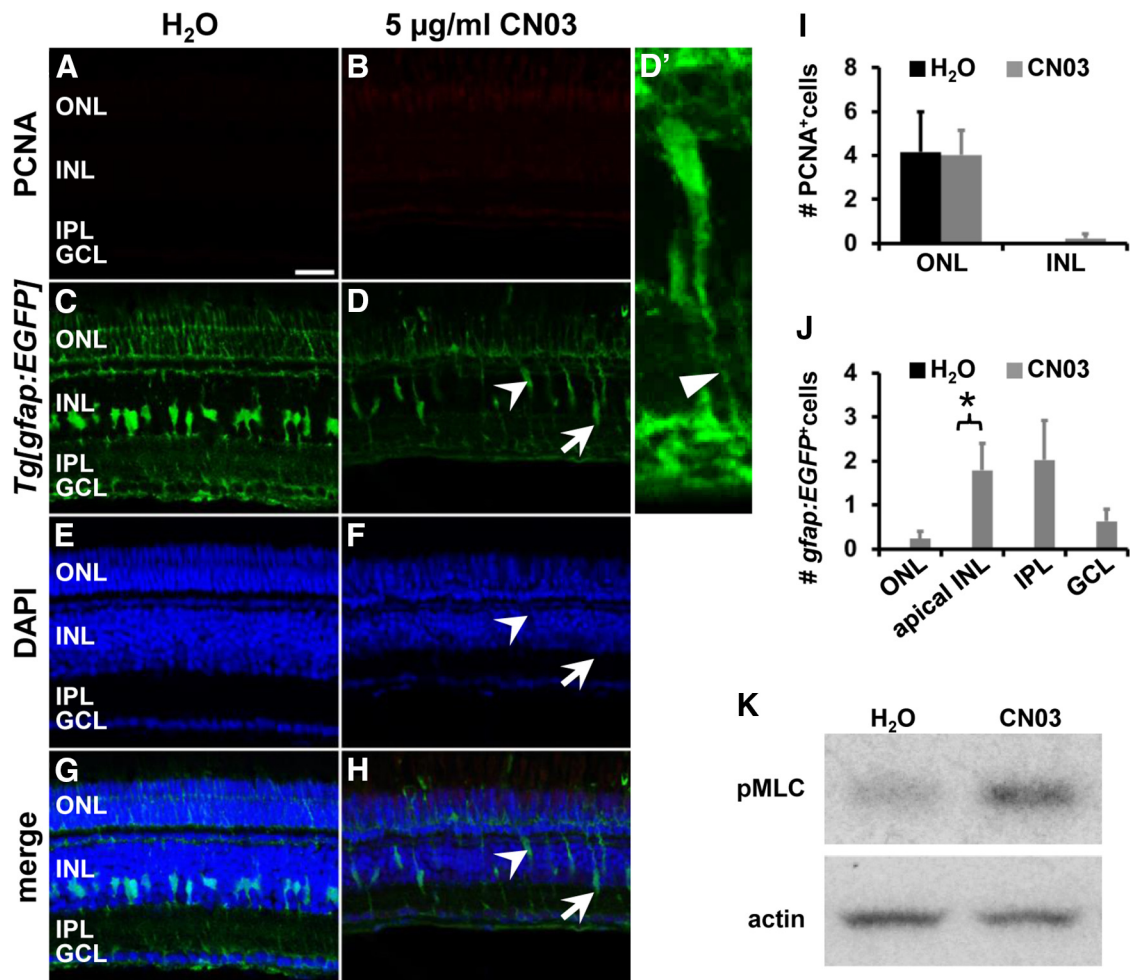 H₂O
5 µg/ml CN03
PCNA
A
ONL
INL
IPL
GCL
B
D’
Tg[gfap:EGFP]
C
ONL
INL
IPL
GCL
D
DAPI
E
ONL
INL
IPL
GCL
F
merge
G
ONL
INL
IPL
GCL
H
I
# PCNA⁺cells
8
6
4
2
0
H₂O
CN03
ONL
INL
J
# gfap:EGFP⁺cells
4
3
2
1
0
H₂O
CN03
*
ONL
apical INL
IPL
GCL
K
H₂O
CN03
pMLC
actin